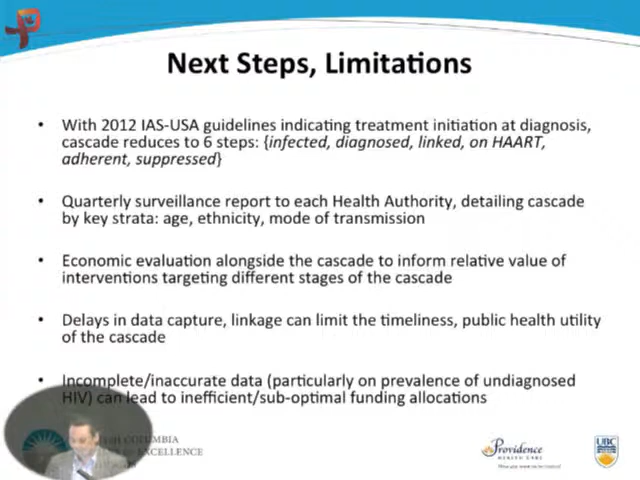 Next Steps, Limitations
• With 2012 IAS-USA guidelines indicating treatment initiation at diagnosis,
cascade reduces to 6 steps: {infected, diagnosed, linked, on HAART,
adherent, suppressed}
• Quarterly surveillance report to each Health Authority, detailing cascade
by key strata: age, ethnicity, mode of transmission
• Economic evaluation alongside the cascade to inform relative value of
interventions targeting different stages of the cascade
• Delays in data capture, linkage can limit the timeliness, public health utility
of the cascade
• Incomplete/inaccurate data (particularly on prevalence of undiagnosed
HIV) can lead to inefficient/sub-optimal funding allocations
COLUMBIA
EXCELLENCE
Providence
HEALTH CARE
UBC